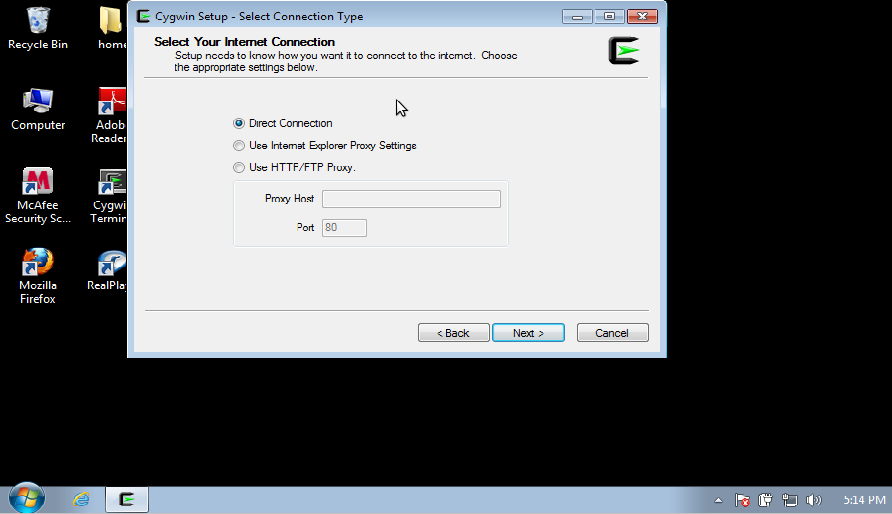 Cygwin Setup - Select Connection Type
Select Your Internet Connection
Setup needs to know how you want it to connect to the internet. Choose
the appropriate settings below.
Direct Connection
Use Internet Explorer Proxy Settings
Use HTTP/FTP Proxy.
Proxy Host
Port 80
< Back Next > Cancel
Recycle Bin
home
Computer
Adob
Reader
McAfee
Security Sc...
Cygwin
Termin
Mozilla
Firefox
RealPlay
5:14 PM